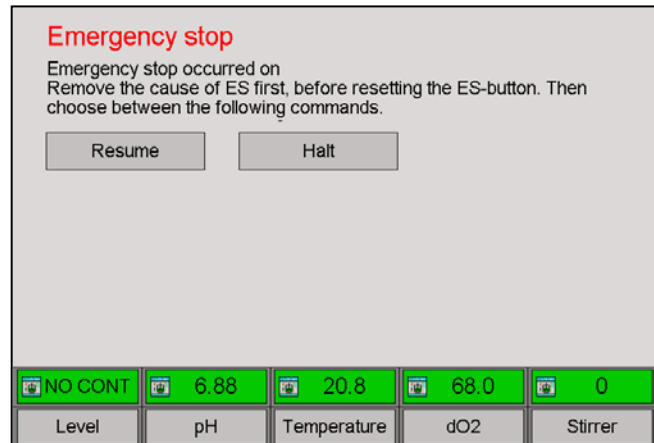 Emergency stop
Emergency stop occurred on
Remove the cause of ES first, before resetting the ES-button. Then
choose between the following commands.
Resume Halt
NO CONT 6.88 20.8 68.0 0
Level pH Temperature dO2 Stirrer